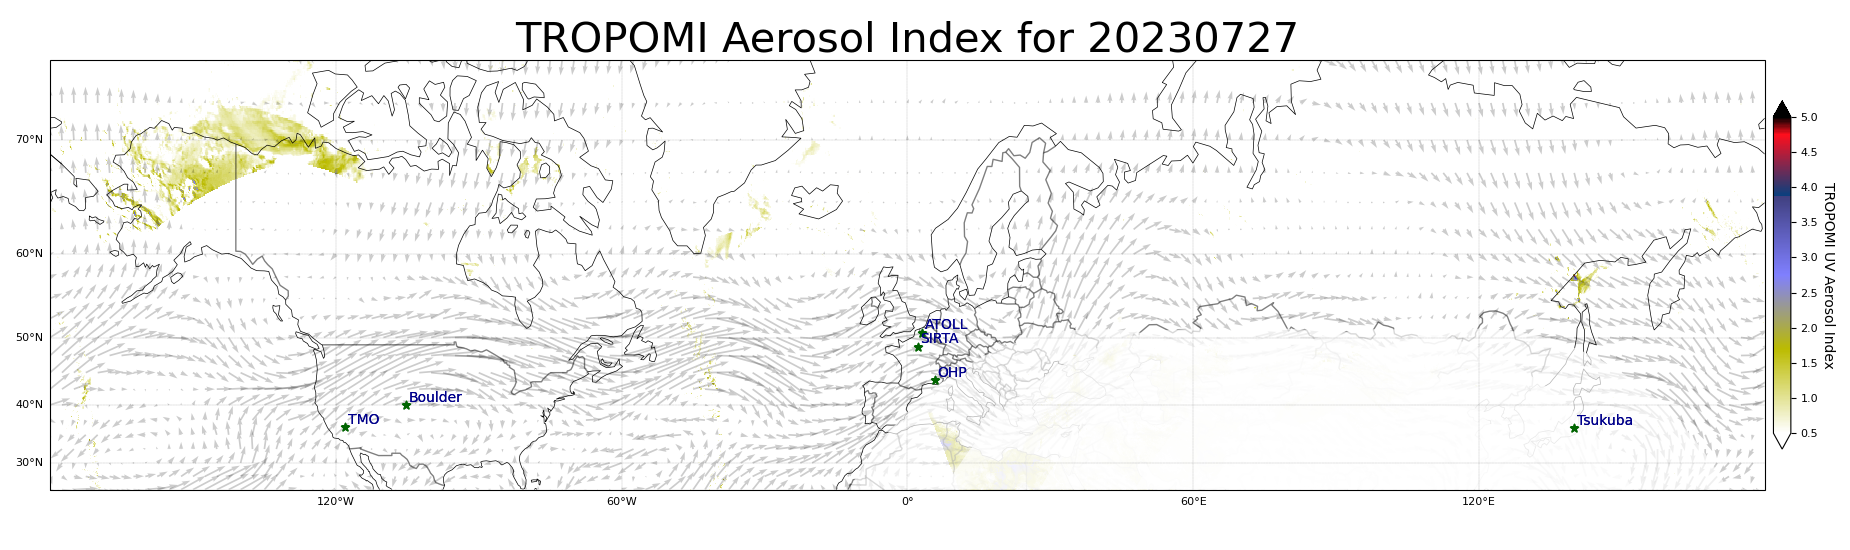 TROPOMI Aerosol Index for 20230727
70°N
60°N
50°N
40°N
30°N
120°W
60°W
0°
60°E
120°E
ATOLL
SIRTA
OHP
Boulder
TMO
Tsukuba
5.0
4.5
4.0
3.5
3.0
2.5
2.0
1.5
1.0
0.5
TROPOMI UV Aerosol Index